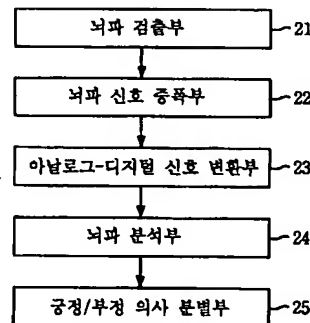 뇌파 검출부 21
뇌파 신호 증폭부 22
아날로그-디지털 신호 변환부 23
뇌파 분석부 24
긍정/부정 의사 분별부 25